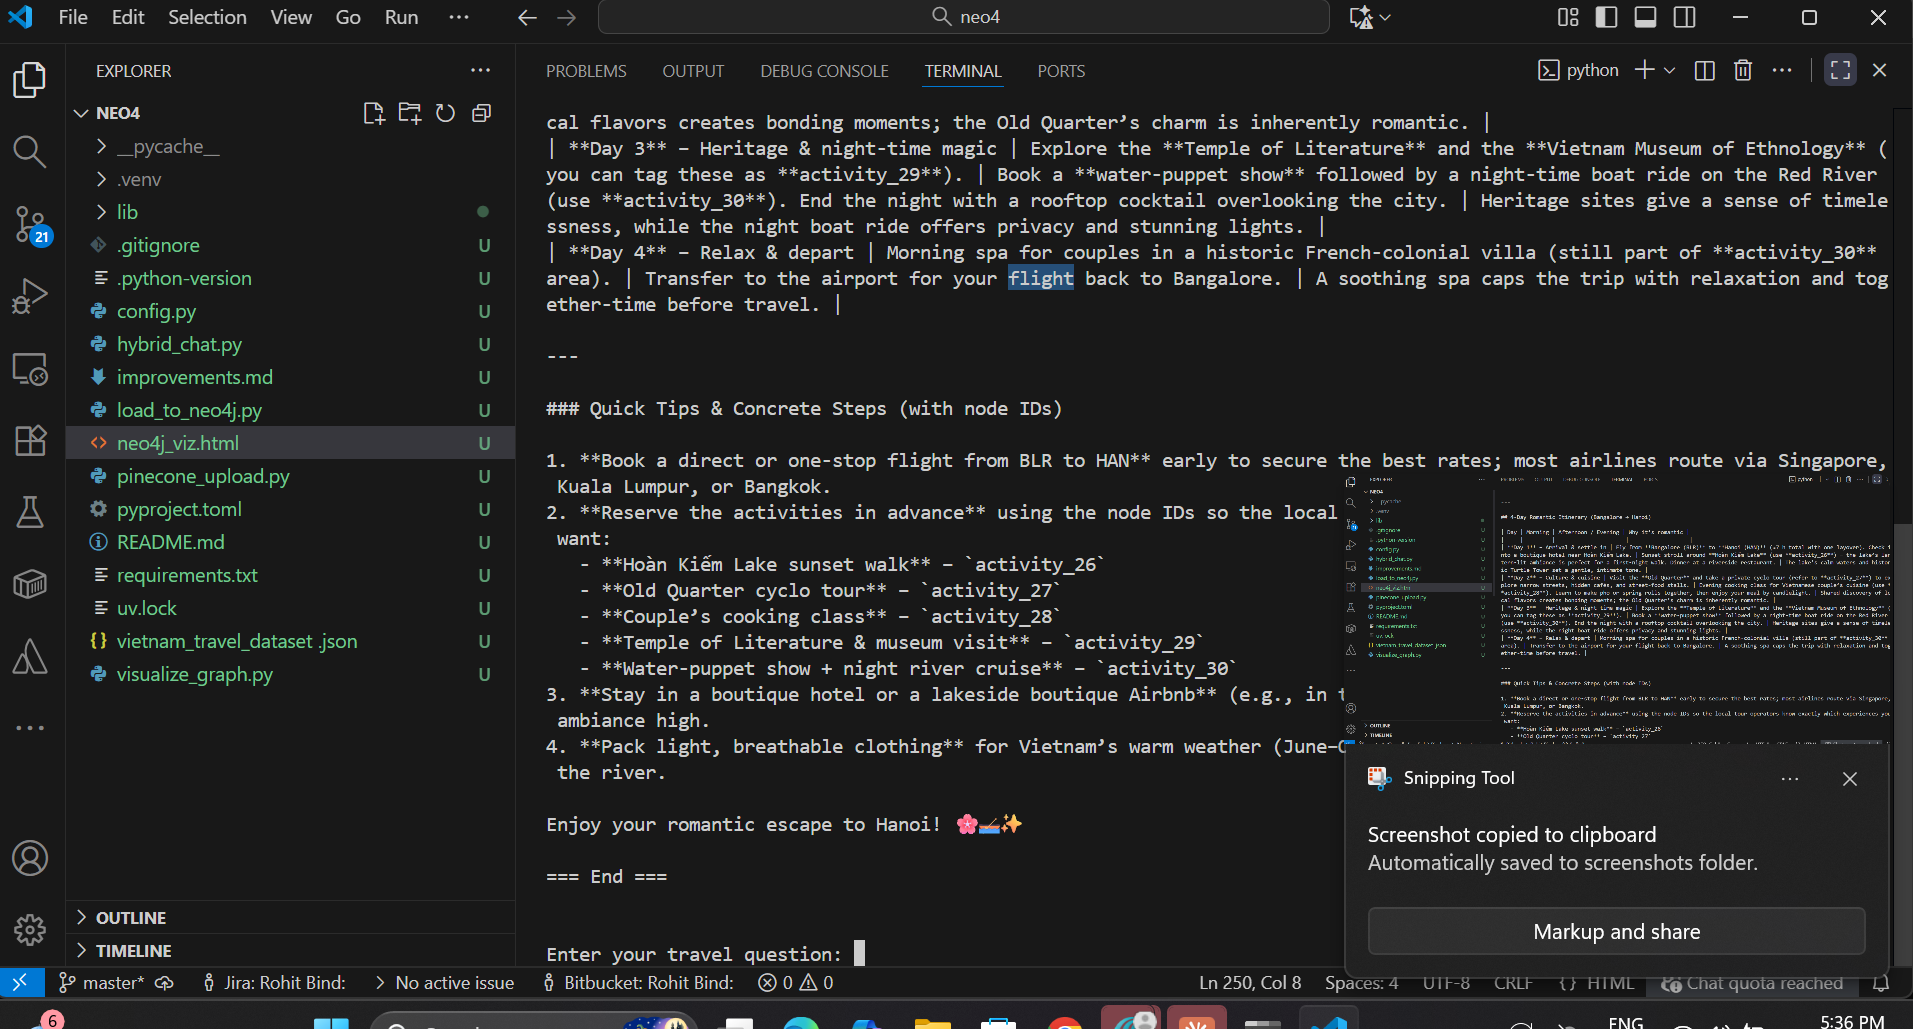 File Edit Selection View Go Run ···
neo4
EXPLORER
NEO4
__pycache__
.venv
lib
.gitignore U
.python-version U
config.py U
hybrid_chat.py U
improvements.md U
load_to_neo4j.py U
neo4j_viz.html U
pinecone_upload.py U
pyproject.toml U
README.md U
requirements.txt U
uv.lock U
vietnam_travel_dataset .json U
visualize_graph.py U
OUTLINE
TIMELINE
21
PROBLEMS OUTPUT DEBUG CONSOLE TERMINAL PORTS
python
cal flavors creates bonding moments; the Old Quarter’s charm is inherently romantic. |
| **Day 3** – Heritage & night-time magic | Explore the **Temple of Literature** and the **Vietnam Museum of Ethnology** (
you can tag these as **activity_29**). | Book a **water-puppet show** followed by a night-time boat ride on the Red River
(use **activity_30**). End the night with a rooftop cocktail overlooking the city. | Heritage sites give a sense of timele
ssness, while the night boat ride offers privacy and stunning lights. |
| **Day 4** – Relax & depart | Morning spa for couples in a historic French-colonial villa (still part of **activity_30**
area). | Transfer to the airport for your flight back to Bangalore. | A soothing spa caps the trip with relaxation and tog
ether-time before travel. |
---
### Quick Tips & Concrete Steps (with node IDs)
1. **Book a direct or one-stop flight from BLR to HAN** early to secure the best rates; most airlines route via Singapore,
Kuala Lumpur, or Bangkok.
2. **Reserve the activities in advance** using the node IDs so the local
want:
- **Hoàn Kiếm Lake sunset walk** – `activity_26`
- **Old Quarter cyclo tour** – `activity_27`
- **Couple’s cooking class** – `activity_28`
- **Temple of Literature & museum visit** – `activity_29`
- **Water-puppet show + night river cruise** – `activity_30`
3. **Stay in a boutique hotel or a lakeside boutique Airbnb** (e.g., in
ambiance high.
4. **Pack light, breathable clothing** for Vietnam’s warm weather (June–
the river.
Enjoy your romantic escape to Hanoi! 🌸🛶✨
=== End ===
Enter your travel question:
Snipping Tool
Screenshot copied to clipboard
Automatically saved to screenshots folder.
Markup and share
master* Jira: Rohit Bind: No active issue Bitbucket: Rohit Bind: 0 0 Ln 250, Col 8 Spaces: 4 UTF-8 CRLF {} HTML Chat quota reached
6
ENG
5:36 PM